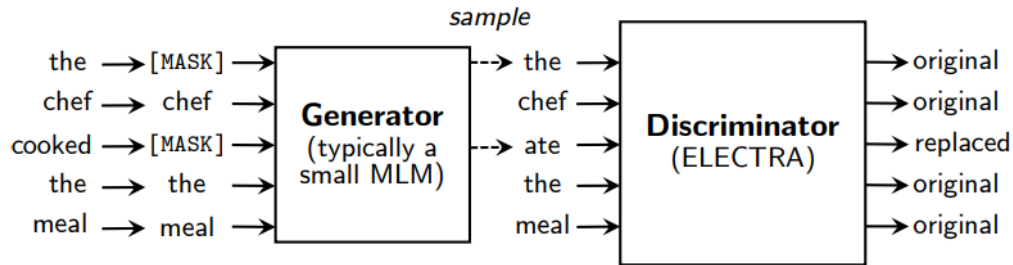 sample
the [MASK] the original
chef chef chef original
Generator
cooked [MASK] (typically a ate replaced
small MLM)
Discriminator
(ELECTRA)
the the the original
meal meal meal original